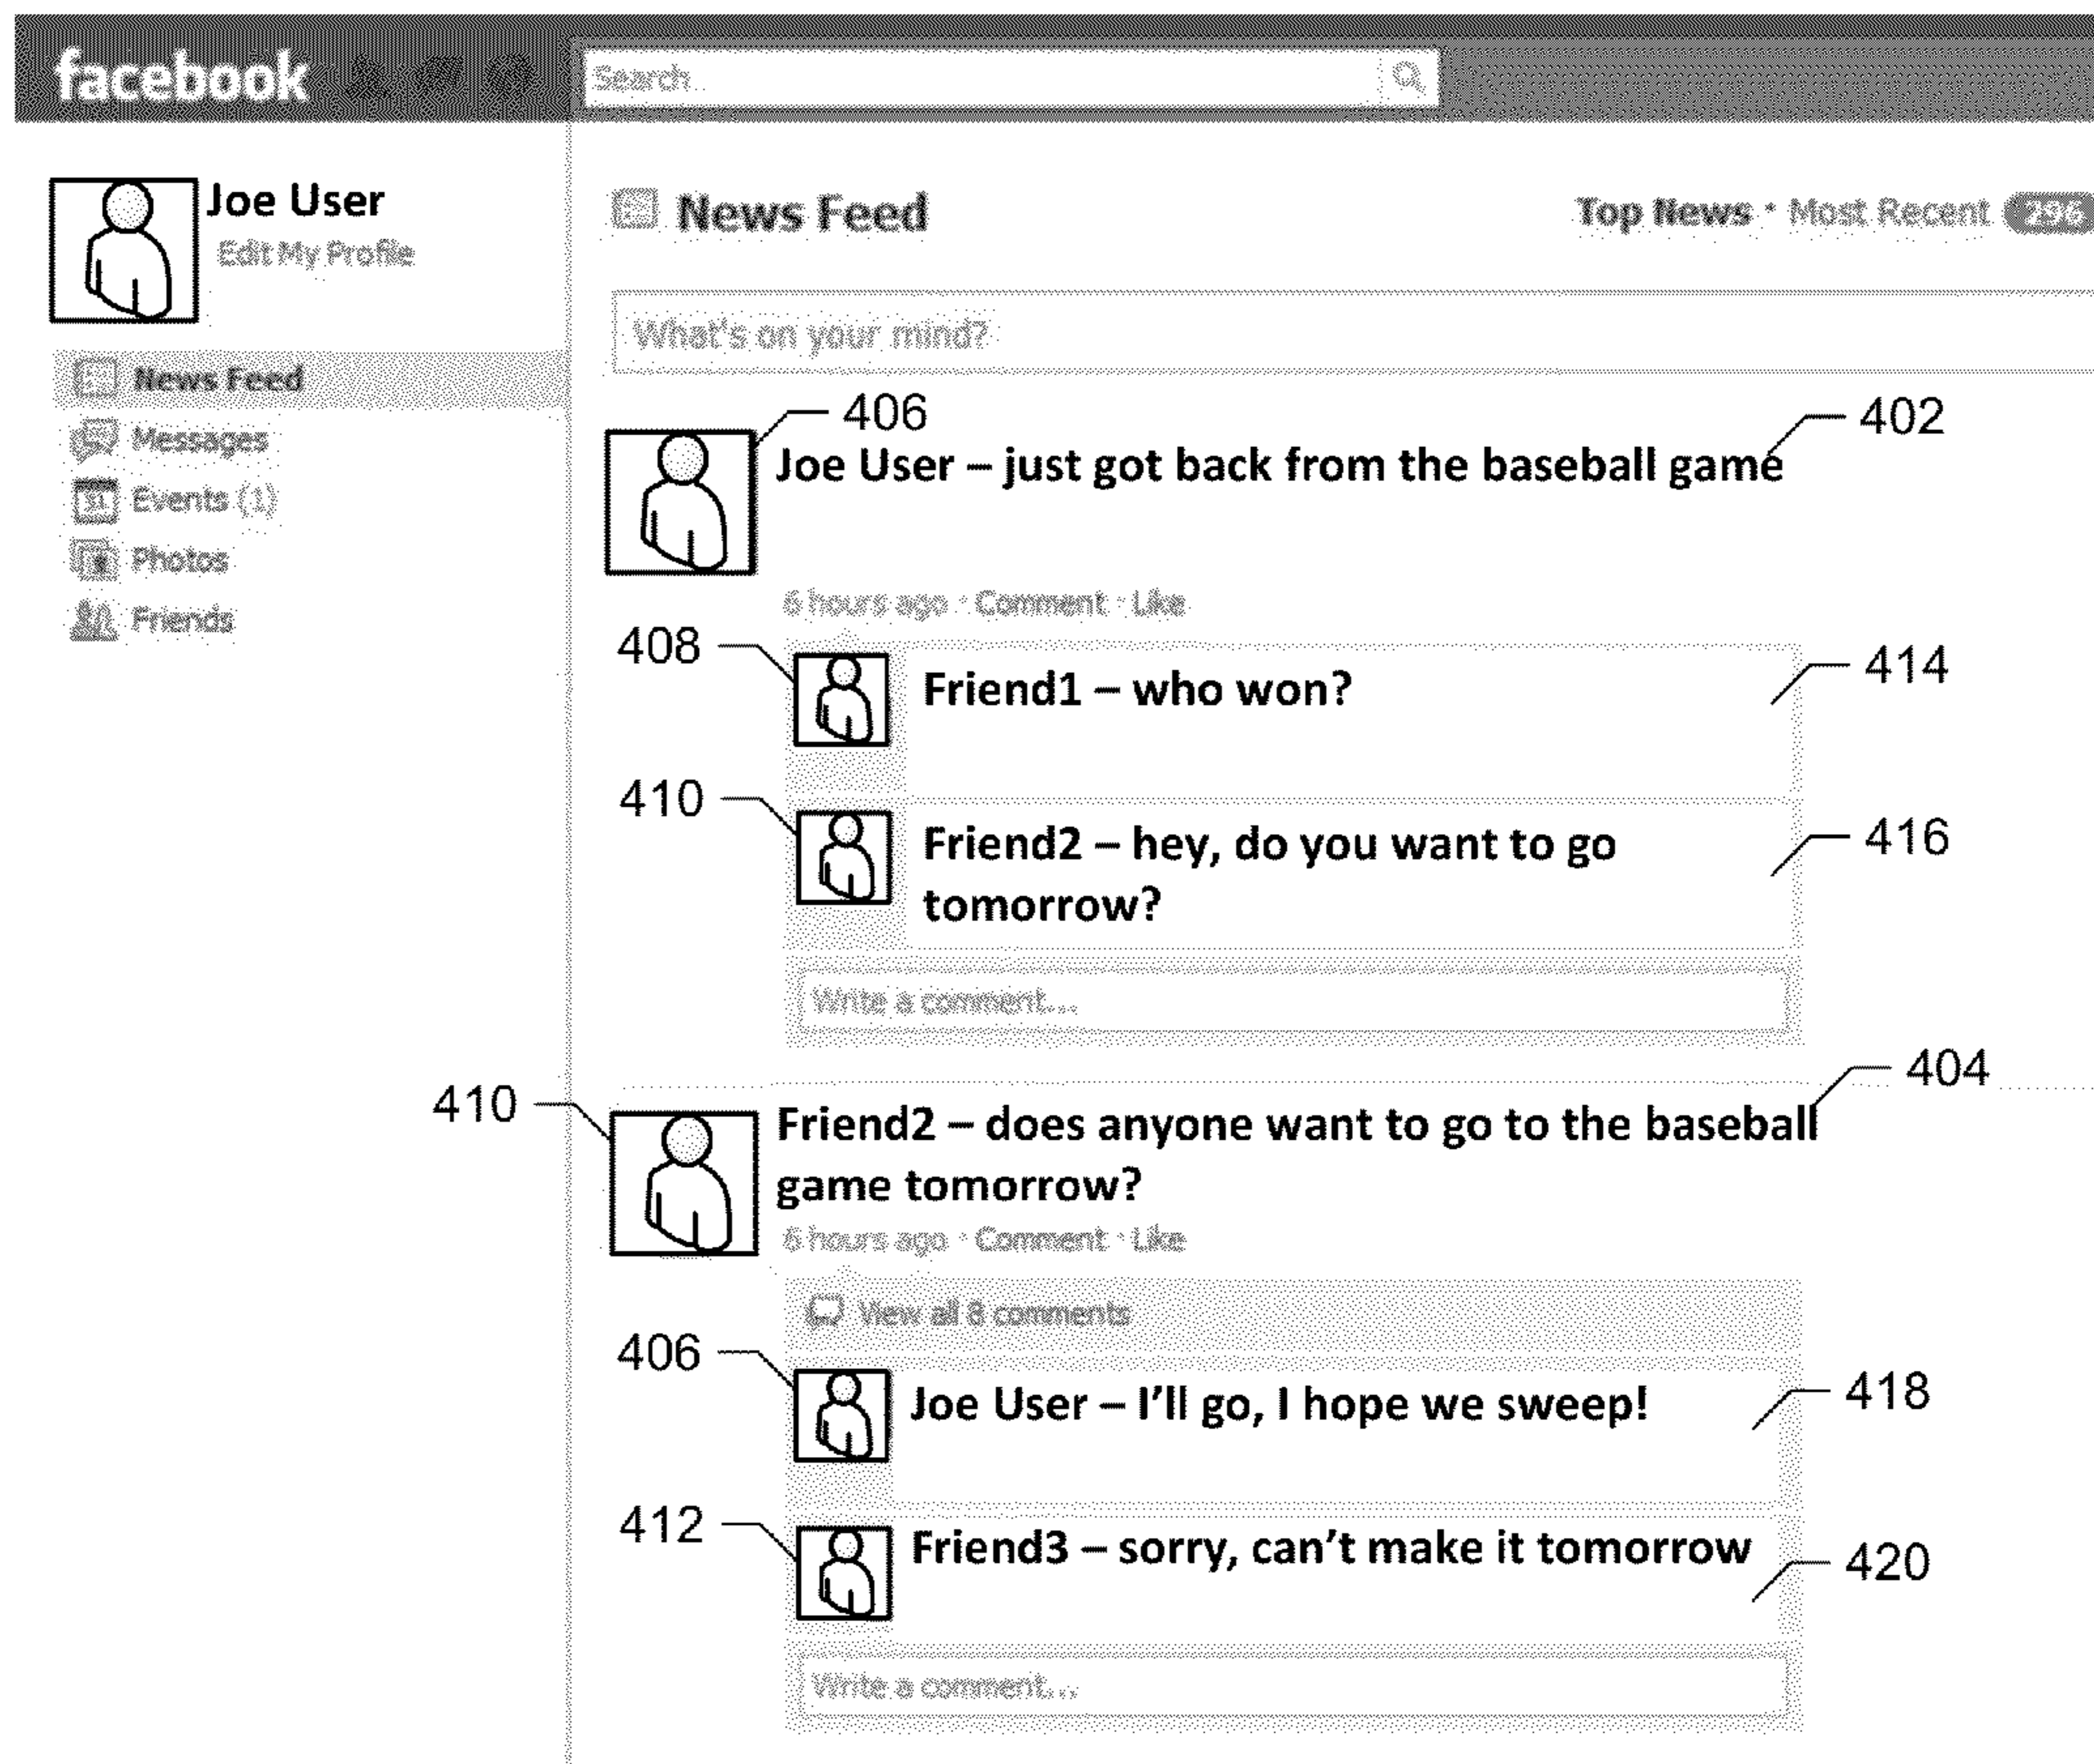 facebook
Search
Joe User
Edit My Profile
News Feed
Messages
31
Events (1)
Photos
Friends
News Feed
Top News · Most Recent 296
What's on your mind?
406
402
Joe User – just got back from the baseball game
6 hours ago · Comment · Like
408
Friend1 – who won?
414
410
Friend2 – hey, do you want to go
tomorrow?
416
Write a comment...
404
410
Friend2 – does anyone want to go to the baseball
game tomorrow?
6 hours ago · Comment · Like
View all 8 comments
406
Joe User – I'll go, I hope we sweep!
418
412
Friend3 – sorry, can't make it tomorrow
420
Write a comment...